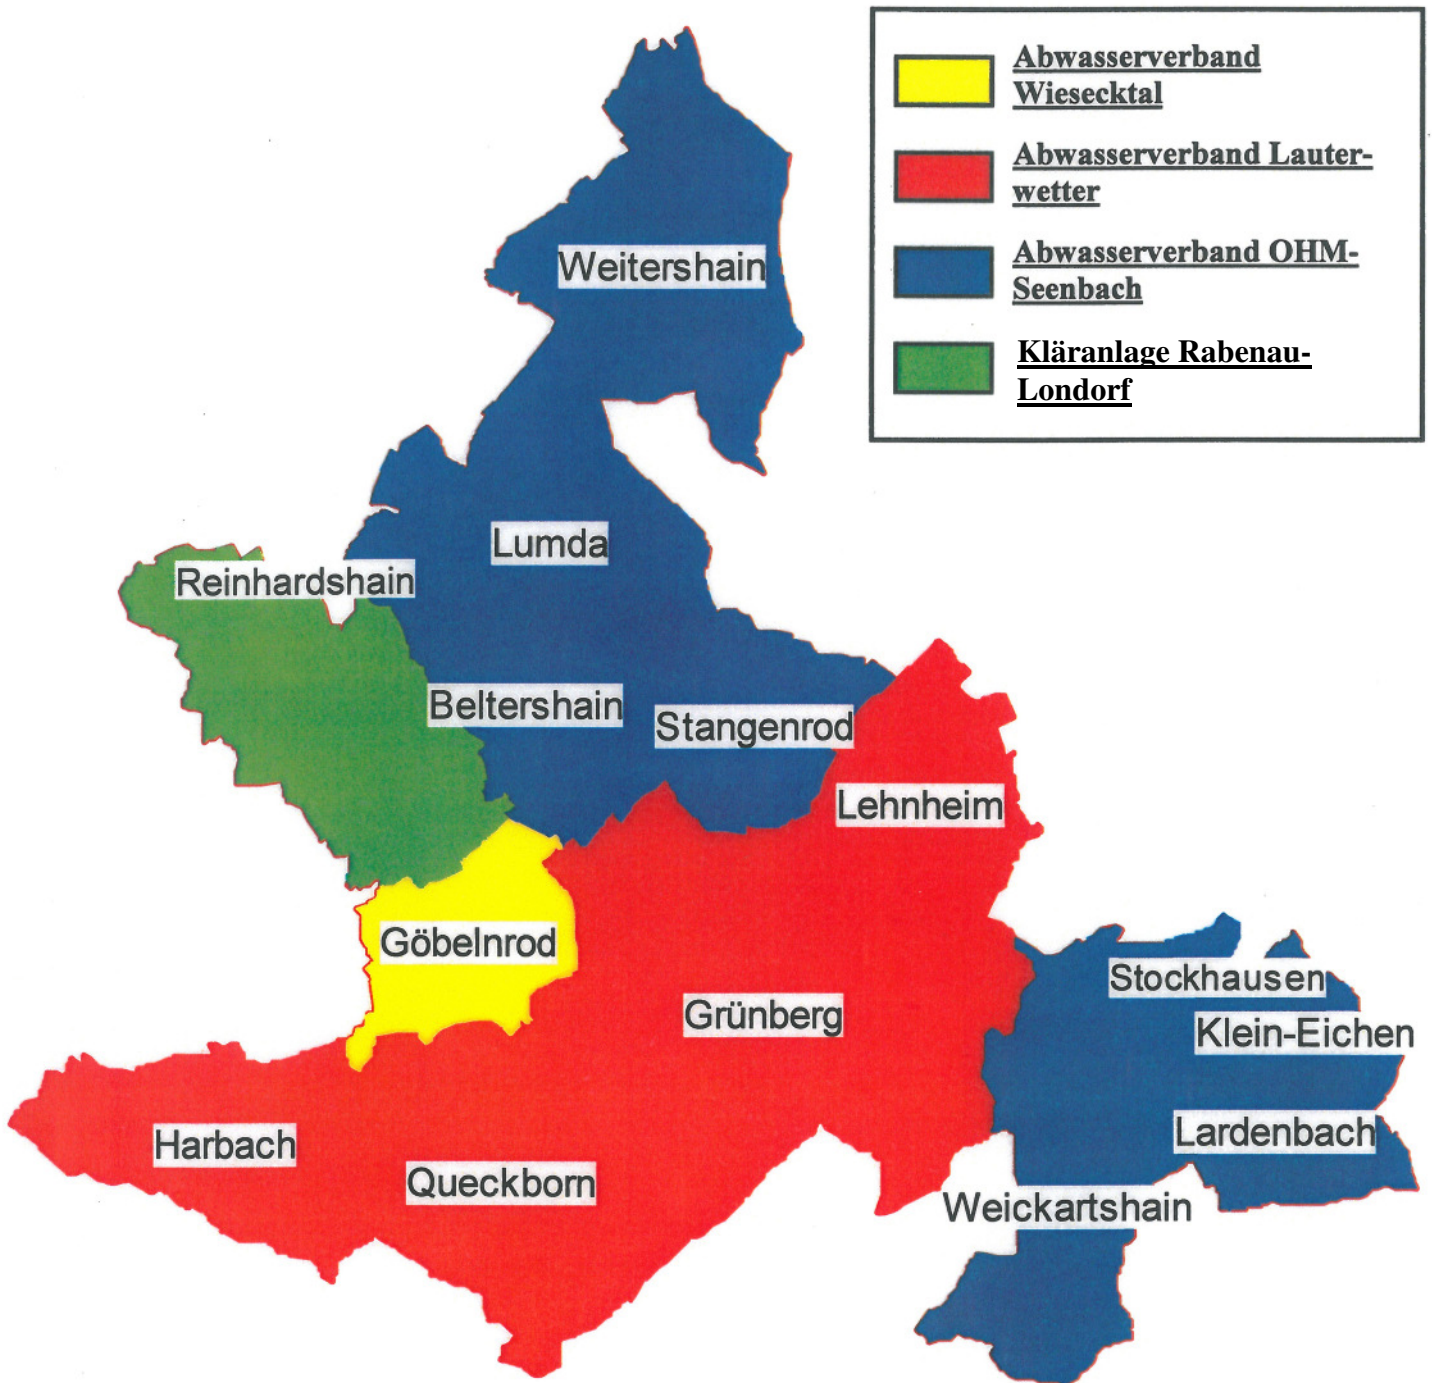 Abwasserverband
Wiesecktal
Abwasserverband Lauter-
wetter
Abwasserverband OHM-
Seenbach
Kläranlage Rabenau-
Londorf
Weitershain
Lumda
Reinhardshain
Beltershain
Stangenrod
Lehnheim
Göbelnrod
Stockhausen
Grünberg
Klein-Eichen
Lardenbach
Harbach
Queckborn
Weickartshain